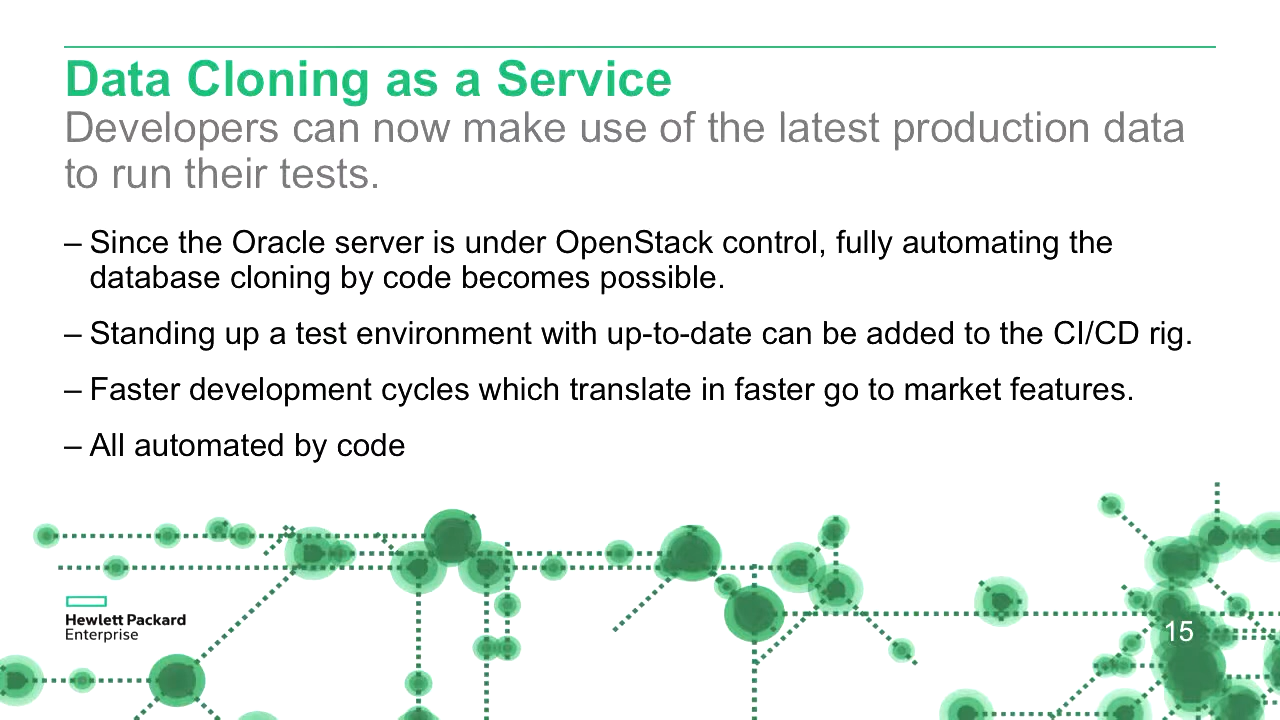 Data Cloning as a Service
Developers can now make use of the latest production data
to run their tests.
– Since the Oracle server is under OpenStack control, fully automating the
database cloning by code becomes possible.
– Standing up a test environment with up-to-date can be added to the CI/CD rig.
– Faster development cycles which translate in faster go to market features.
– All automated by code
Hewlett Packard
Enterprise
15